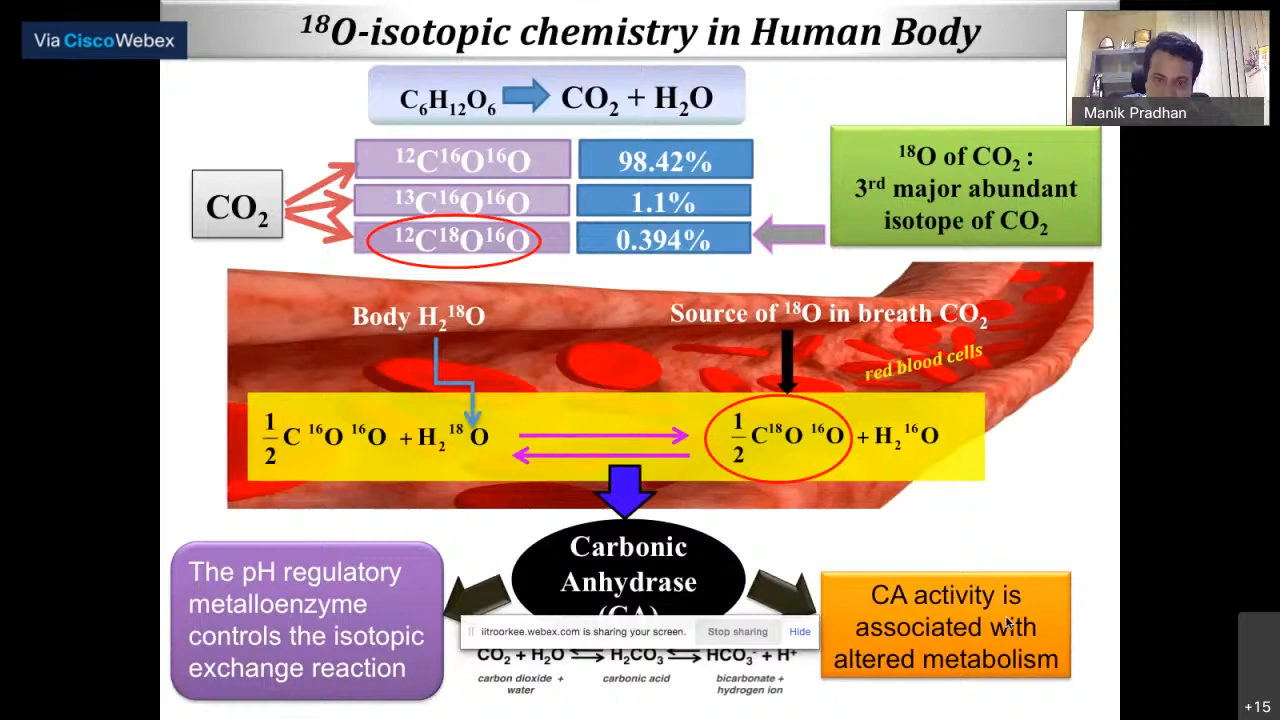 ¹⁸O-isotopic chemistry in Human Body
Via Cisco Webex
Manik Pradhan
C₆H₁₂O₆ CO₂ + H₂O
CO₂
¹²C¹⁶O¹⁶O 98.42%
¹³C¹⁶O¹⁶O 1.1%
¹²C¹⁸O¹⁶O 0.394%
¹⁸O of CO₂ :
3ʳᵈ major abundant
isotope of CO₂
Body H₂¹⁸O
Source of ¹⁸O in breath CO₂
red blood cells
1/2 C ¹⁶O ¹⁶O + H₂ ¹⁸O ⇌ 1/2 C¹⁸O ¹⁶O + H₂ ¹⁶O
Carbonic
Anhydrase
(CA)
The pH regulatory
metalloenzyme
controls the isotopic
exchange reaction
CA activity is
associated with
altered metabolism
iitroorkee.webex.com is sharing your screen. Stop sharing Hide
CO₂ + H₂O ⇌ H₂CO₃ ⇌ HCO₃⁻ + H⁺
carbon dioxide +
water
carbonic acid
bicarbonate +
hydrogen ion
+15